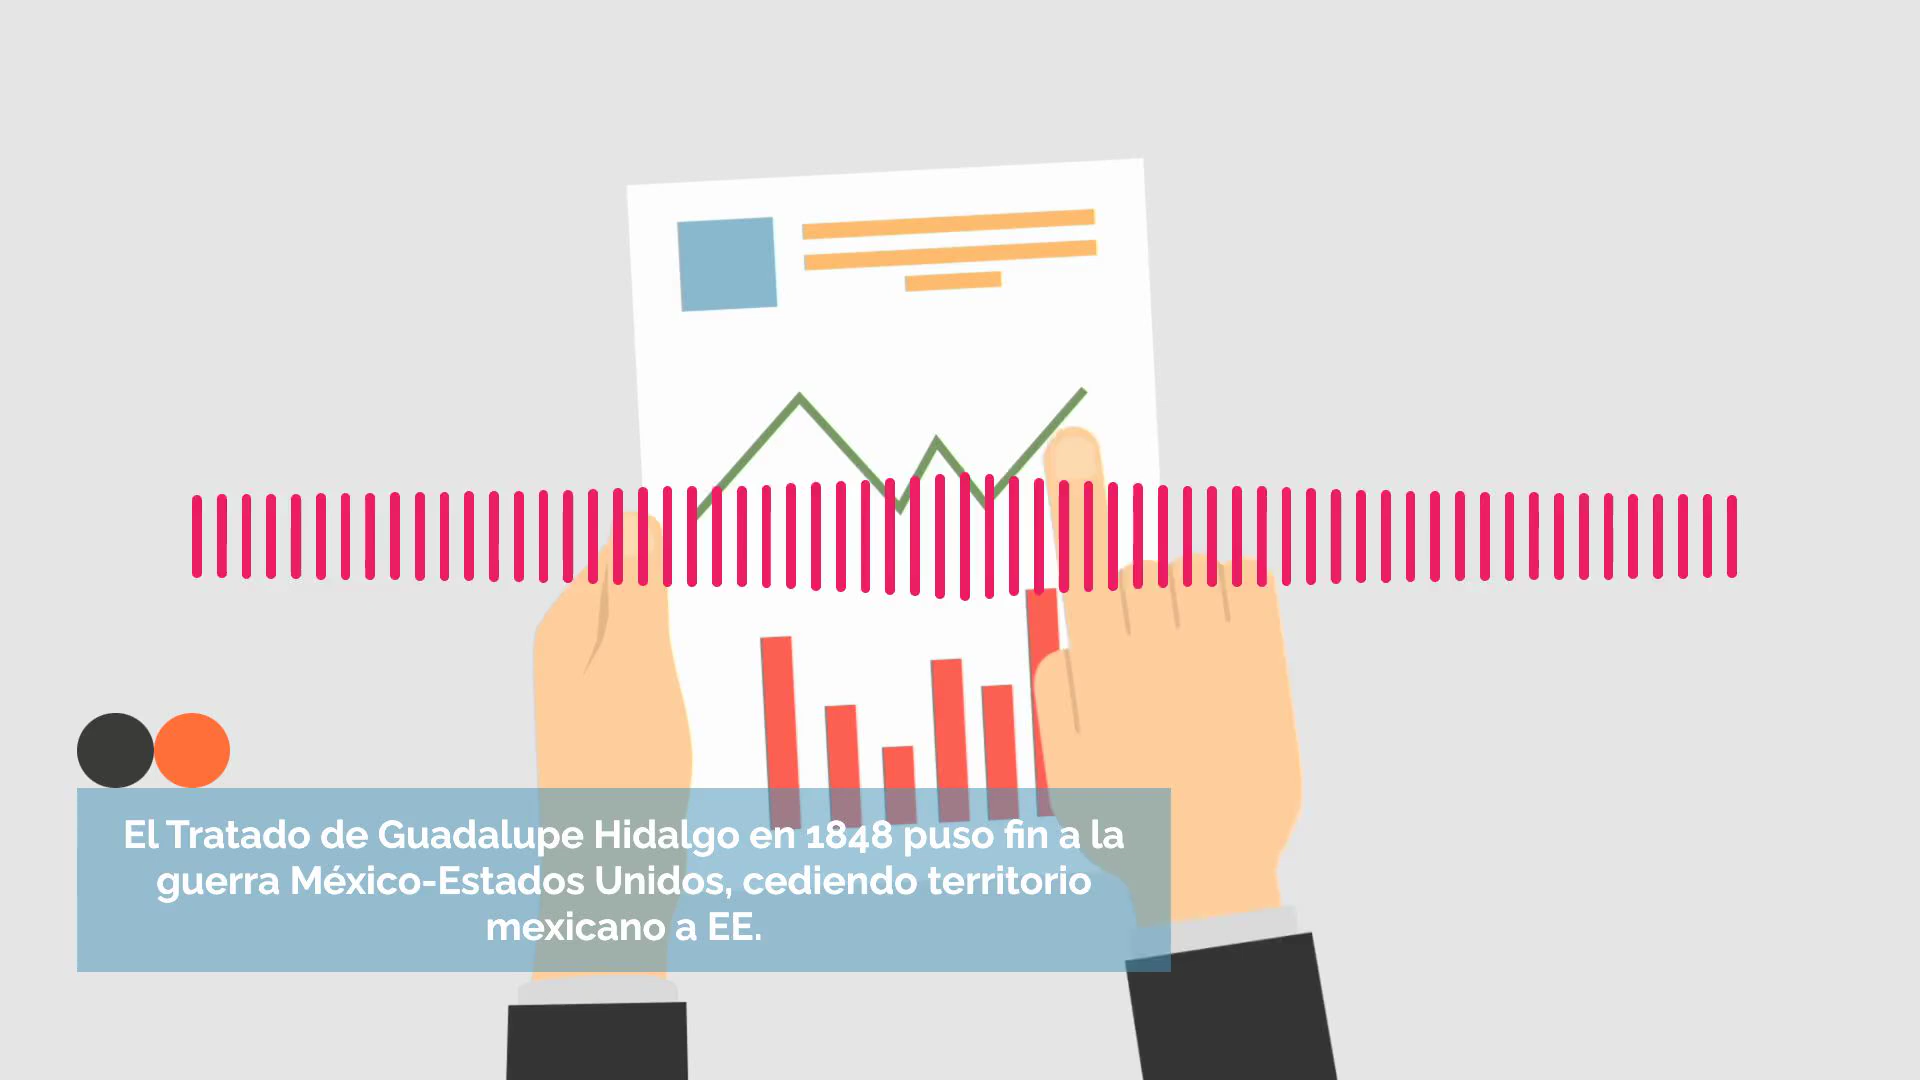 El Tratado de Guadalupe Hidalgo en 1848 puso fin a la
guerra México-Estados Unidos, cediendo territorio
mexicano a EE.